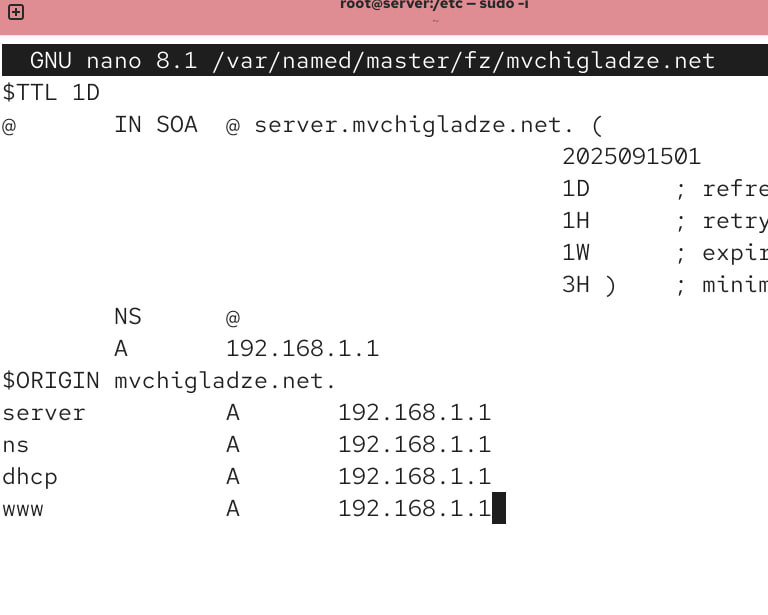 root@server:/etc — sudo -i
~
GNU nano 8.1 /var/named/master/fz/mvchigladze.net
$TTL 1D
@ IN SOA @ server.mvchigladze.net. (
2025091501
1D ; refre
1H ; retry
1W ; expir
3H ) ; minim
NS @
A 192.168.1.1
$ORIGIN mvchigladze.net.
server A 192.168.1.1
ns A 192.168.1.1
dhcp A 192.168.1.1
www A 192.168.1.1